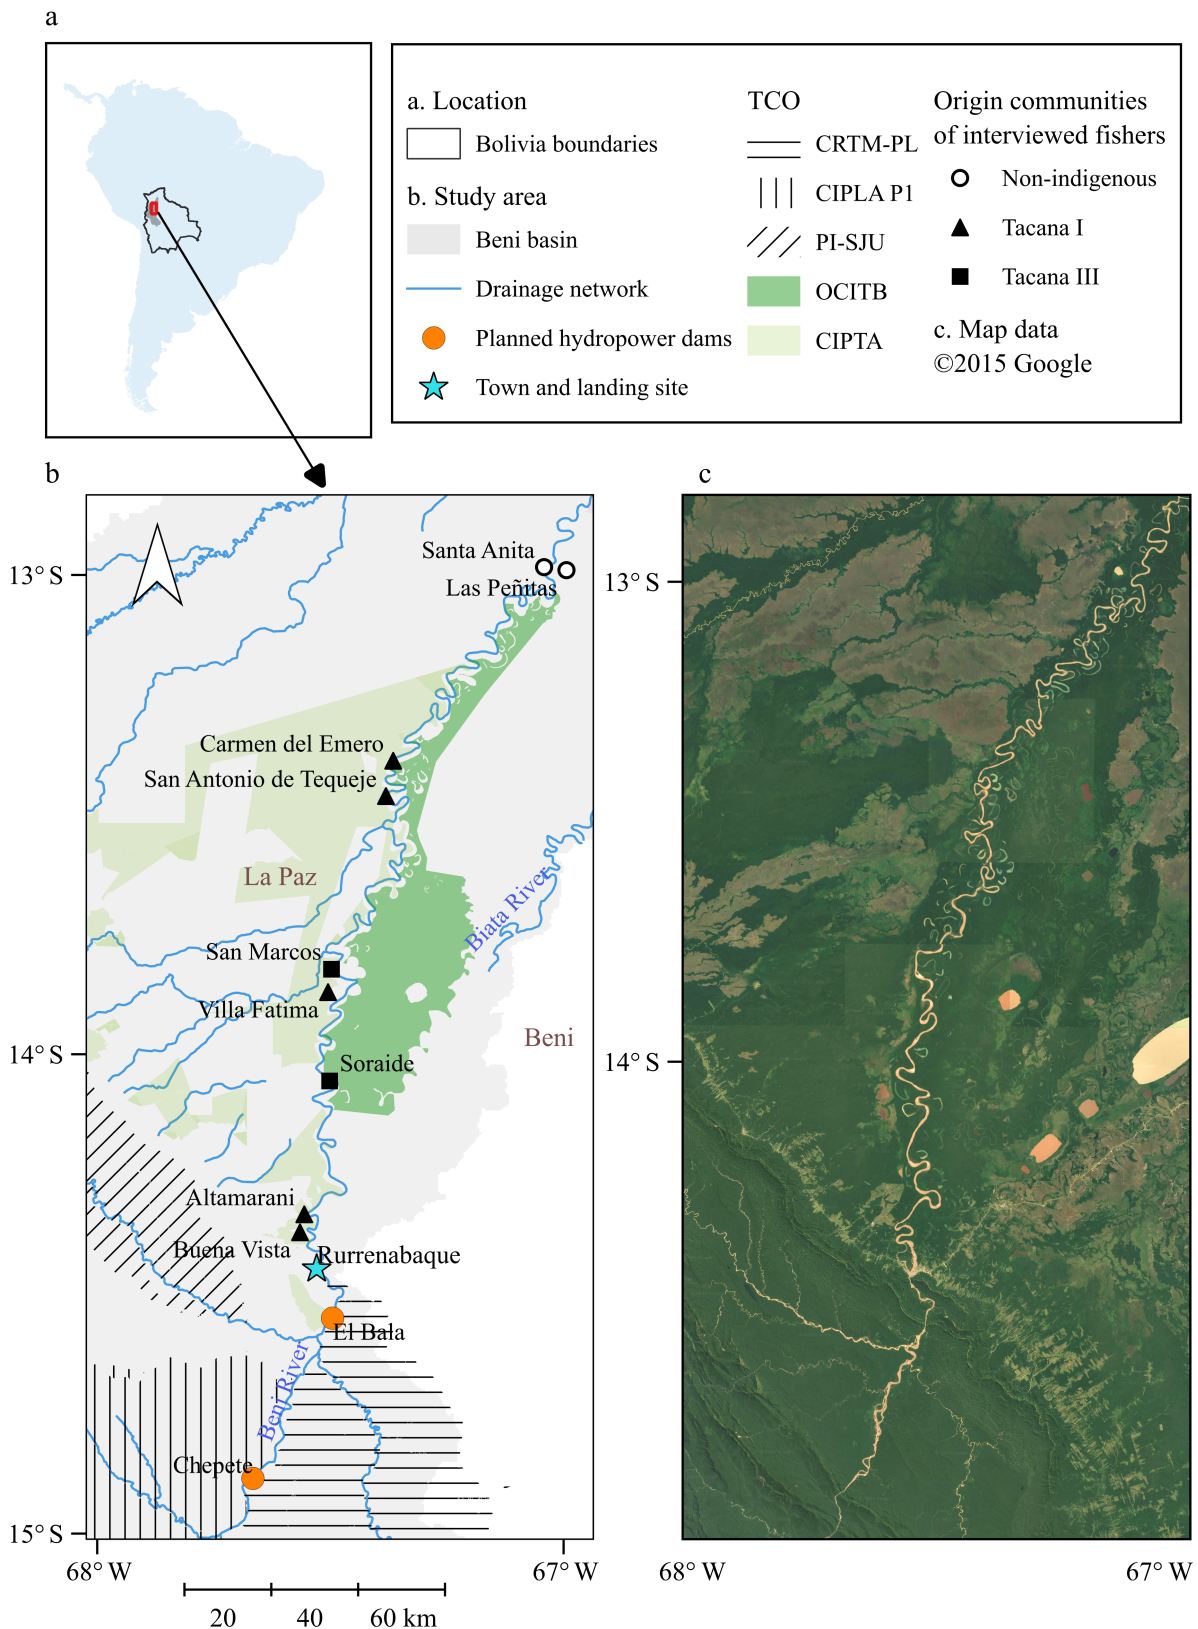 a
a. Location
Bolivia boundaries
b. Study area
Beni basin
Drainage network
Planned hydropower dams
Town and landing site
TCO
CRTM-PL
CIPLA P1
PI-SJU
OCITB
CIPTA
Origin communities
of interviewed fishers
Non-indigenous
Tacana I
Tacana III
c. Map data
©2015 Google
b
Santa Anita
13° S
Las Peñitas
Carmen del Emero
San Antonio de Tequeje
La Paz
Biata River
San Marcos
Villa Fatima
Beni
14° S
Soraide
Altamarani
Buena Vista
Rurrenabaque
El Bala
Beni River
Chepete
15° S
68° W
67° W
20
40
60 km
c
13° S
14° S
68° W
67° W